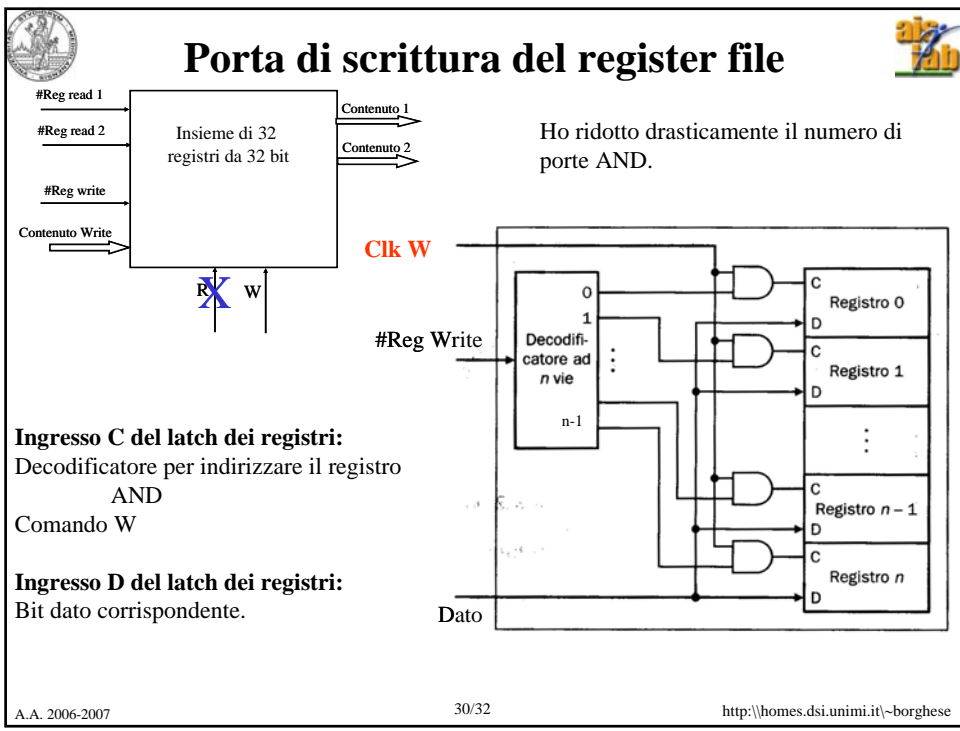 Porta di scrittura del register file
#Reg read 1
#Reg read 2
#Reg write
Contenuto Write
Insieme di 32
registri da 32 bit
Contenuto 1
Contenuto 2
R
X
W
Ho ridotto drasticamente il numero di
porte AND.
Clk W
#Reg Write
Decodifi-
catore ad
n vie
0
1
n-1
C
Registro 0
D
C
Registro 1
D
C
Registro n – 1
D
C
Registro n
D
Dato
Ingresso C del latch dei registri:
Decodificatore per indirizzare il registro
AND
Comando W
Ingresso D del latch dei registri:
Bit dato corrispondente.
A.A. 2006-2007
30/32
http:\\homes.dsi.unimi.it\~borghese